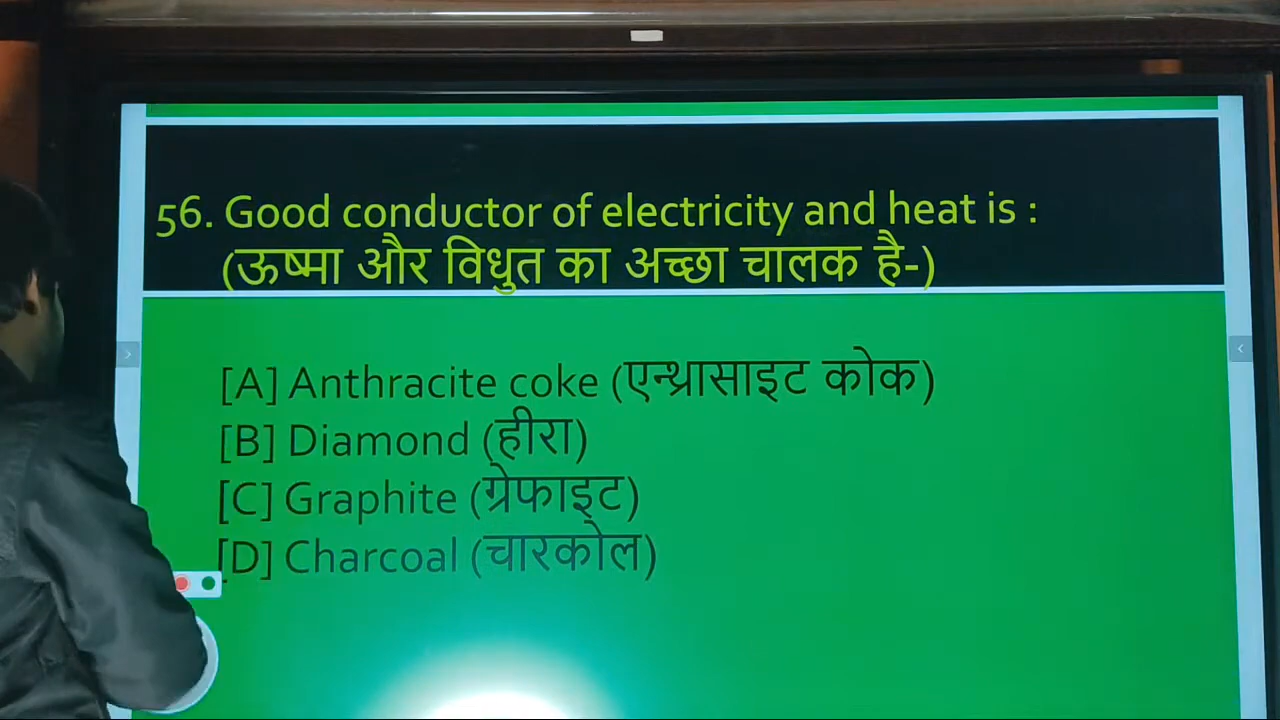 56. Good conductor of electricity and heat is :
(ऊष्मा और विधुत का अच्छा चालक है-)
[A] Anthracite coke (एन्थ्रासाइट कोक)
[B] Diamond (हीरा)
[C] Graphite (ग्रेफाइट)
[D] Charcoal (चारकोल)